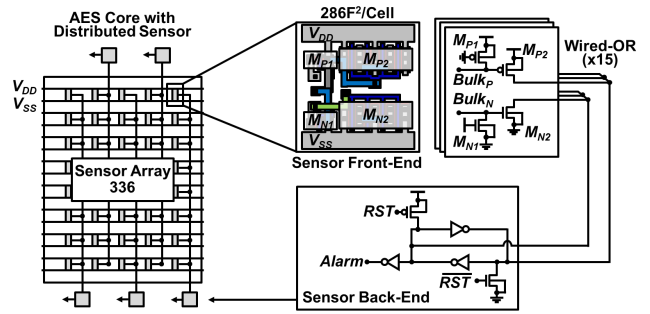 AES Core with
Distributed Sensor
VDD
VSS
Sensor Array
336
286F²/Cell
VDD
MP1
MP2
MN1
MN2
VSS
Sensor Front-End
MP1
MP2
BulkP
BulkN
MN1
MN2
Wired-OR
(x15)
RST
Alarm
RST
Sensor Back-End